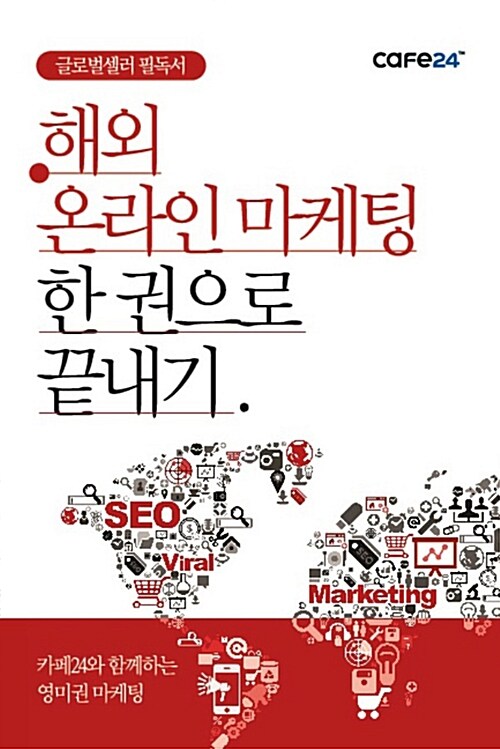 글로벌셀러 필독서
cafe24™
해외
온라인 마케팅
한 권으로
끝내기.
SEO
Viral
SEO
Marketing
카페24와 함께하는
영미권 마케팅